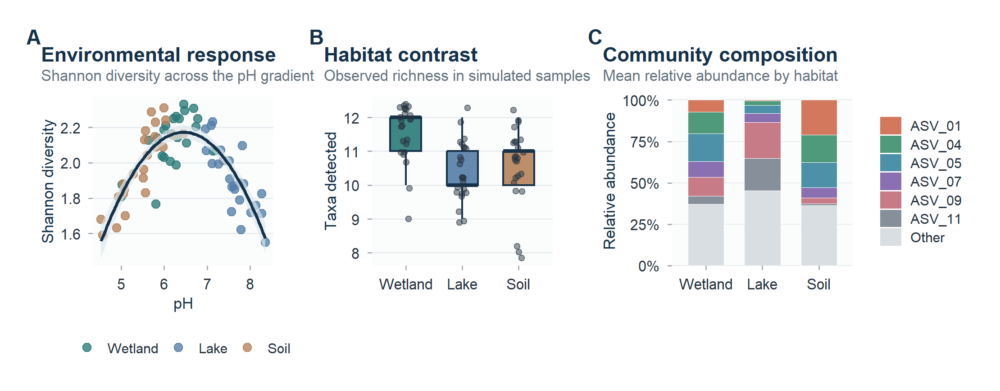 A
Environmental response
Shannon diversity across the pH gradient
Shannon diversity
2.2
2.0
1.8
1.6
5 6 7 8
pH
Wetland Lake Soil
B
Habitat contrast
Observed richness in simulated samples
Taxa detected
12
11
10
9
8
Wetland Lake Soil
C
Community composition
Mean relative abundance by habitat
Relative abundance
100%
75%
50%
25%
0%
Wetland Lake Soil
ASV_01
ASV_04
ASV_05
ASV_07
ASV_09
ASV_11
Other